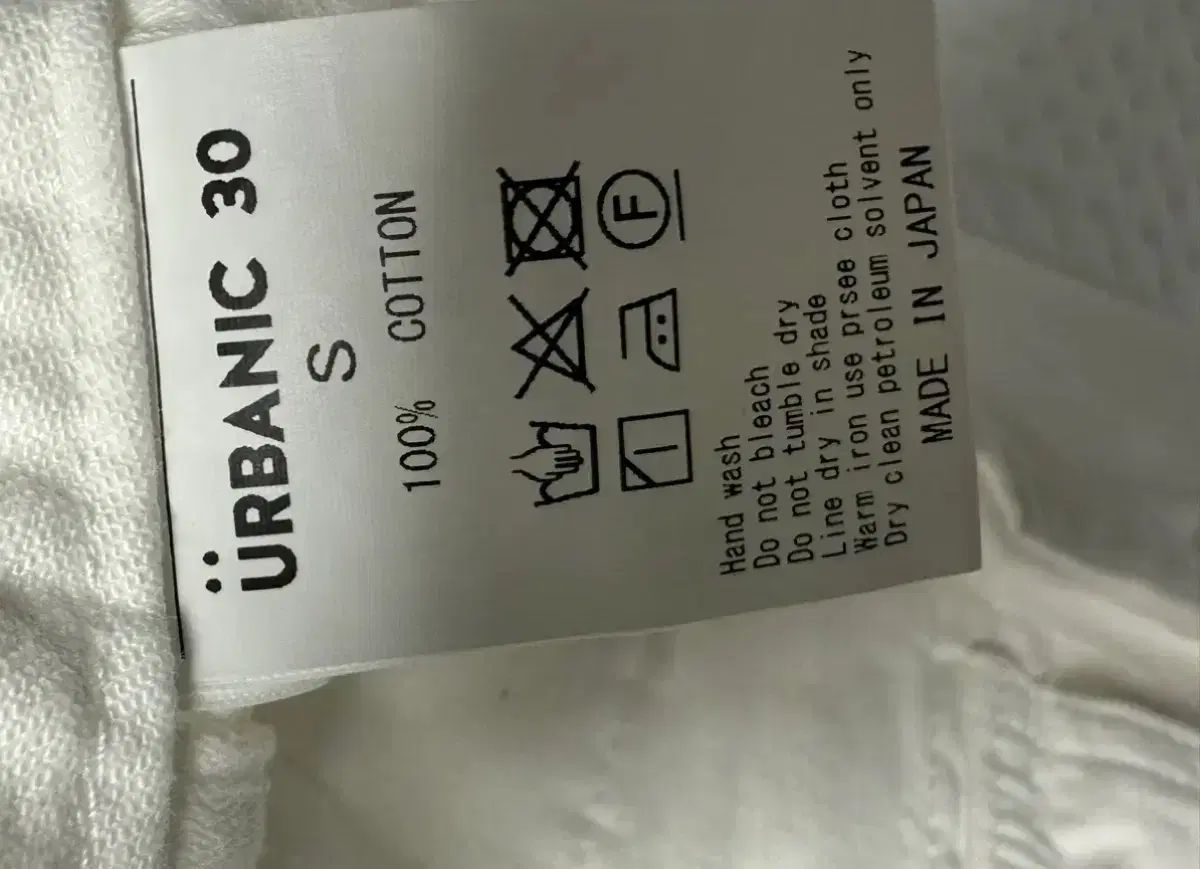 ÜRBANIC 30
S
100% COTTON
F
Hand wash
Do not bleach
Do not tumble dry
Line dry in shade
Warm iron use prsee cloth
Dry clean petroleum solvent only
MADE IN JAPAN